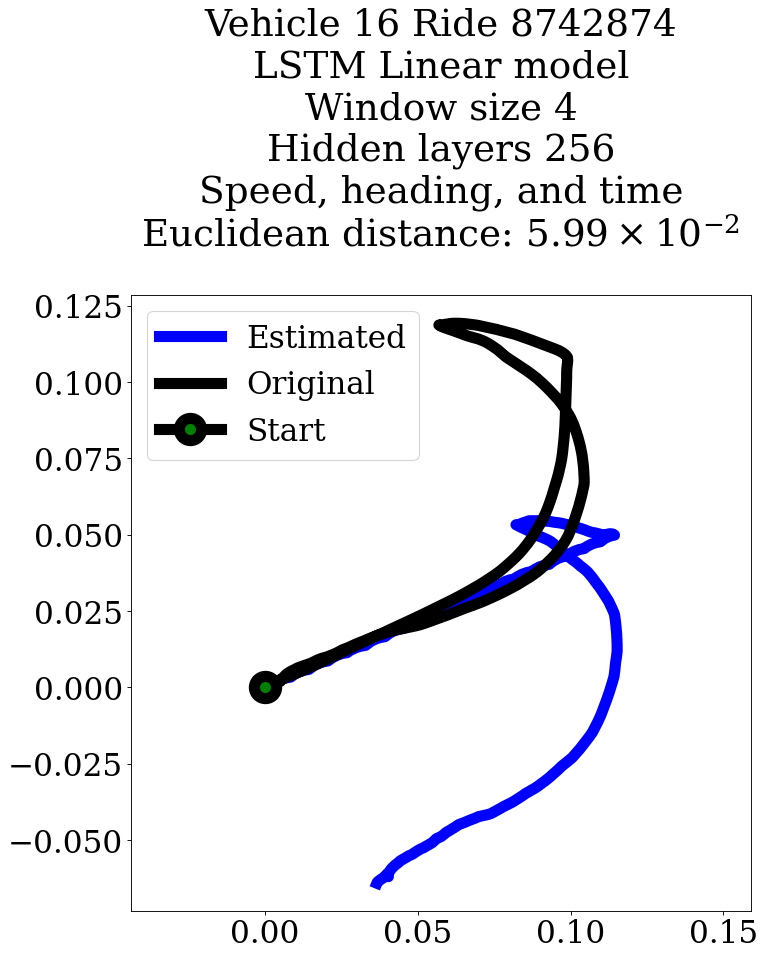 Vehicle 16 Ride 8742874
LSTM Linear model
Window size 4
Hidden layers 256
Speed, heading, and time
Euclidean distance: 5.99 × 10⁻²
0.125
0.100
0.075
0.050
0.025
0.000
−0.025
−0.050
Estimated
Original
Start
0.00 0.05 0.10 0.15